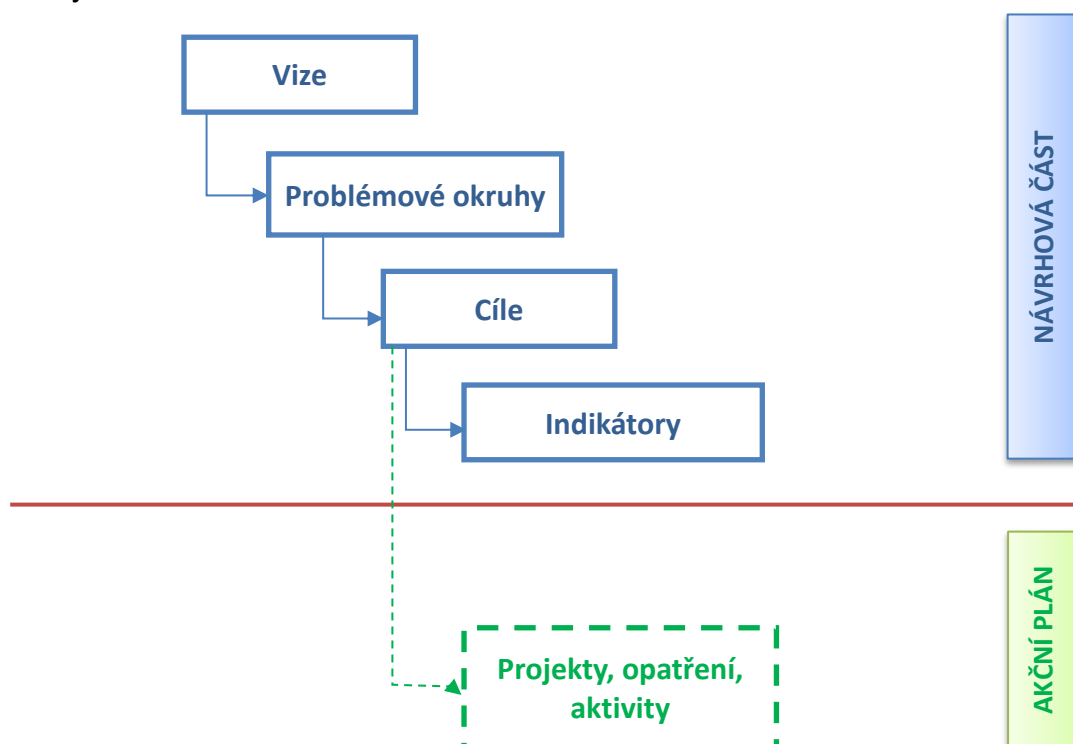 Vize
Problémové okruhy
Cíle
Indikátory
NÁVRHOVÁ ČÁST
Projekty, opatření,
aktivity
AKČNÍ PLÁN